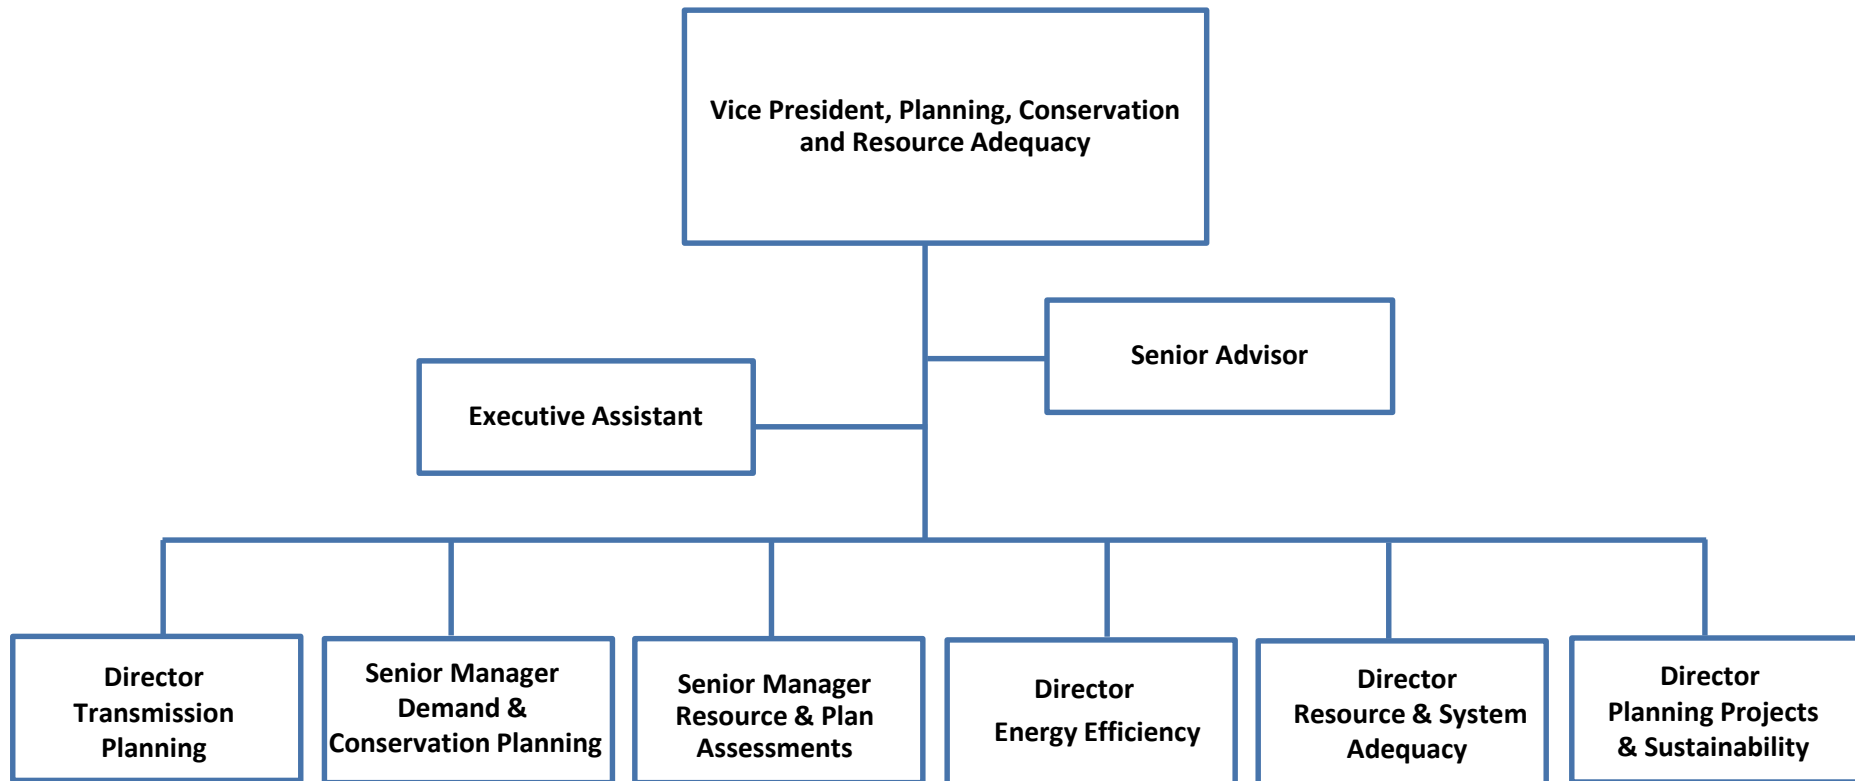 Vice President, Planning, Conservation
and Resource Adequacy
Senior Advisor
Executive Assistant
Director
Transmission
Planning
Senior Manager
Demand &
Conservation Planning
Senior Manager
Resource & Plan
Assessments
Director
Energy Efficiency
Director
Resource & System
Adequacy
Director
Planning Projects
& Sustainability